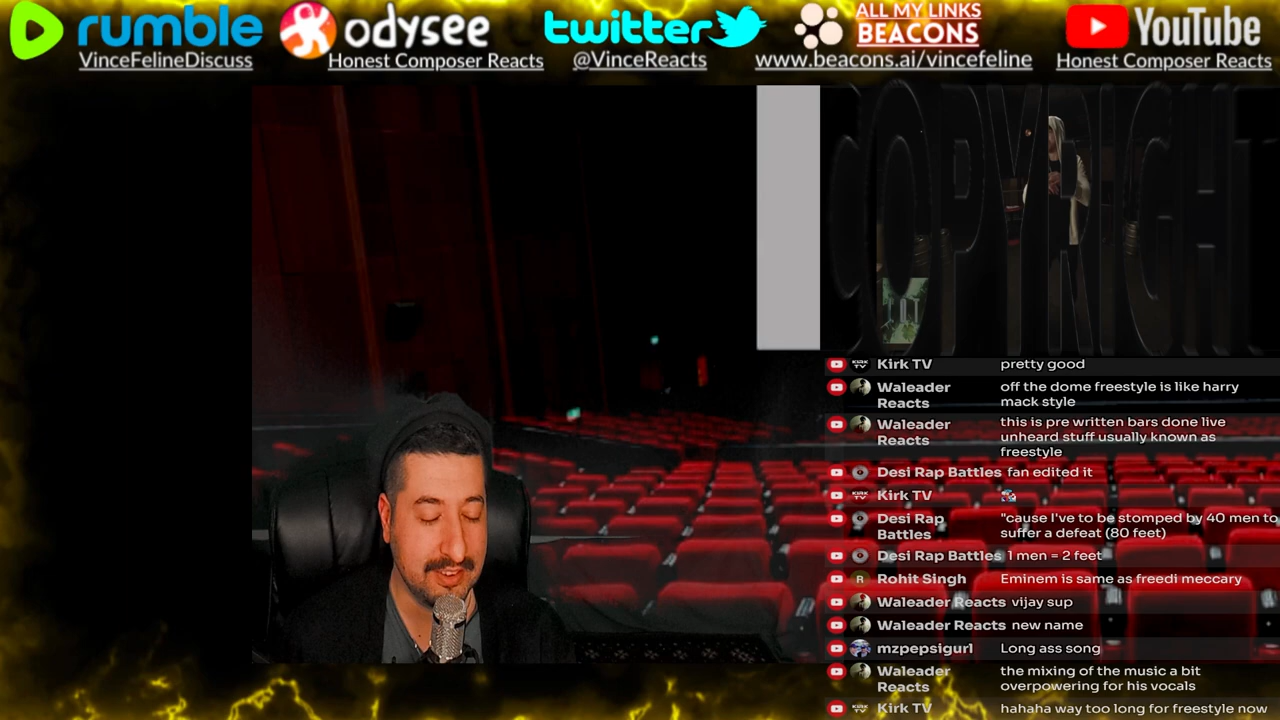 rumble
VinceFelineDiscuss
odysee
Honest Composer Reacts
twitter
@VinceReacts
ALL MY LINKS
BEACONS
www.beacons.ai/vincefeline
YouTube
Honest Composer Reacts
COPYRIGHT
Kirk TV pretty good
Waleader Reacts off the dome freestyle is like harry
mack style
Waleader Reacts this is pre written bars done live
unheard stuff usually known as
freestyle
Desi Rap Battles fan edited it
Kirk TV
Desi Rap Battles "cause I've to be stomped by 40 men to
suffer a defeat (80 feet)
Desi Rap Battles 1 men = 2 feet
R Rohit Singh Eminem is same as freedi meccary
Waleader Reacts vijay sup
Waleader Reacts new name
mzpepsigurl Long ass song
Waleader Reacts the mixing of the music a bit
overpowering for his vocals
Kirk TV hahaha way too long for freestyle now